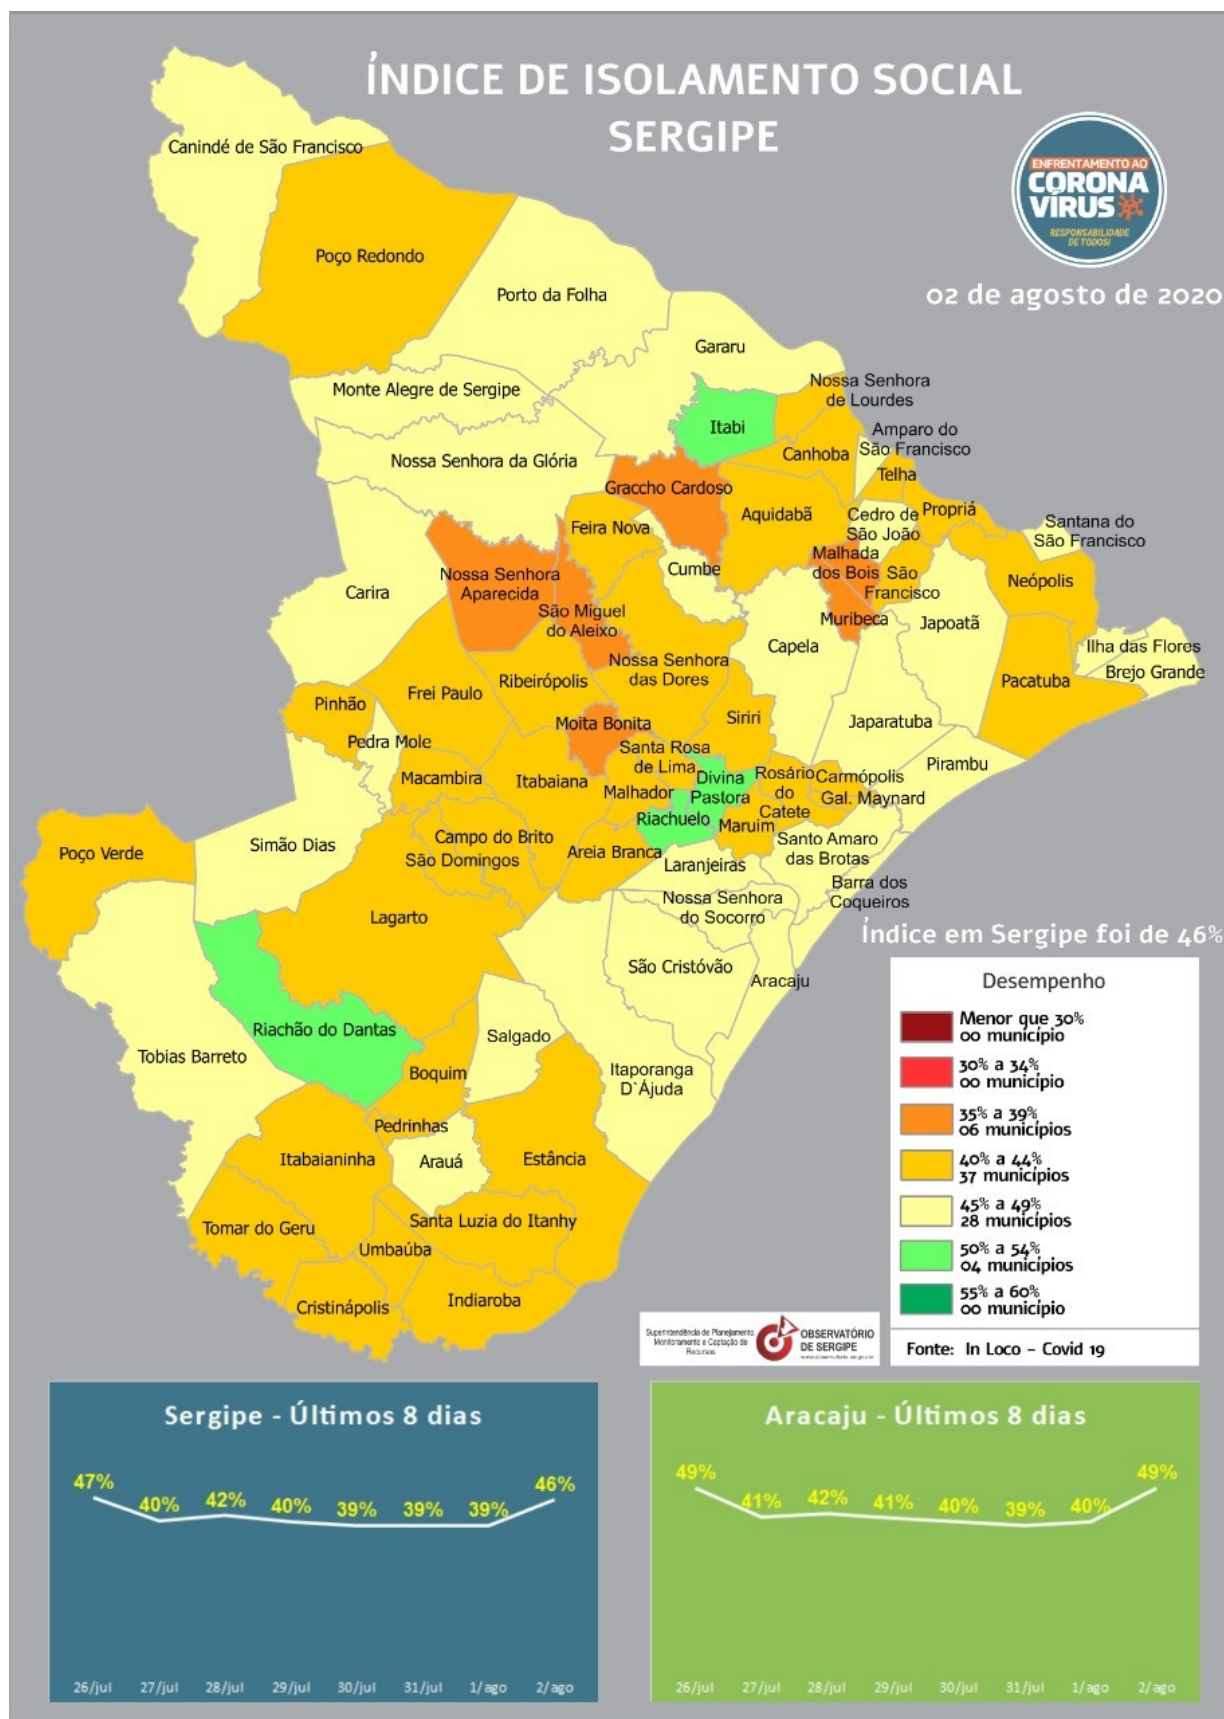 ÍNDICE DE ISOLAMENTO SOCIAL
SERGIPE
ENFRENTAMENTO AO
CORONA
VÍRUS
RESPONSABILIDADE
DE TODOS!
02 de agosto de 2020
Canindé de São Francisco
Poço Redondo
Porto da Folha
Gararu
Monte Alegre de Sergipe
Nossa Senhora
de Lourdes
Itabi
Amparo do
São Francisco
Nossa Senhora da Glória
Canhoba
Telha
Graccho Cardoso
Aquidabã
Propriá
Feira Nova
Cedro de
São João
Santana do
São Francisco
Malhada
dos Bois
Cumbe
Nossa Senhora
Aparecida
São
Francisco
Neópolis
Carira
São Miguel
do Aleixo
Muribeca
Japoatã
Capela
Ilha das Flores
Brejo Grande
Nossa Senhora
das Dores
Ribeirópolis
Pacatuba
Frei Paulo
Pinhão
Siriri
Moita Bonita
Japaratuba
Pedra Mole
Santa Rosa
de Lima
Pirambu
Macambira
Itabaiana
Divina
Pastora
Rosário
do
Catete
Carmópolis
Malhador
Gal. Maynard
Riachuelo
Maruim
Poço Verde
Simão Dias
Campo do Brito
Areia Branca
Santo Amaro
das Brotas
São Domingos
Laranjeiras
Barra dos
Coqueiros
Nossa Senhora
do Socorro
Lagarto
São Cristóvão
Aracaju
Riachão do Dantas
Salgado
Tobias Barreto
Boquim
Itaporanga
D`Ájuda
Pedrinhas
Itabaianinha
Arauá
Estância
Tomar do Geru
Santa Luzia do Itanhy
Umbaúba
Cristinápolis
Indiaroba
Índice em Sergipe foi de 46%
Desempenho
Menor que 30%
00 município
30% a 34%
00 município
35% a 39%
06 municípios
40% a 44%
37 municípios
45% a 49%
28 municípios
50% a 54%
04 municípios
55% a 60%
00 município
Fonte: In Loco – Covid 19
Superintendência de Planejamento,
Monitoramento e Captação de
Recursos
OBSERVATÓRIO
DE SERGIPE
Sergipe - Últimos 8 dias
47% 40% 42% 40% 39% 39% 39% 46%
26/jul 27/jul 28/jul 29/jul 30/jul 31/jul 1/ago 2/ago
Aracaju - Últimos 8 dias
49% 41% 42% 41% 40% 39% 40% 49%
26/jul 27/jul 28/jul 29/jul 30/jul 31/jul 1/ago 2/ago